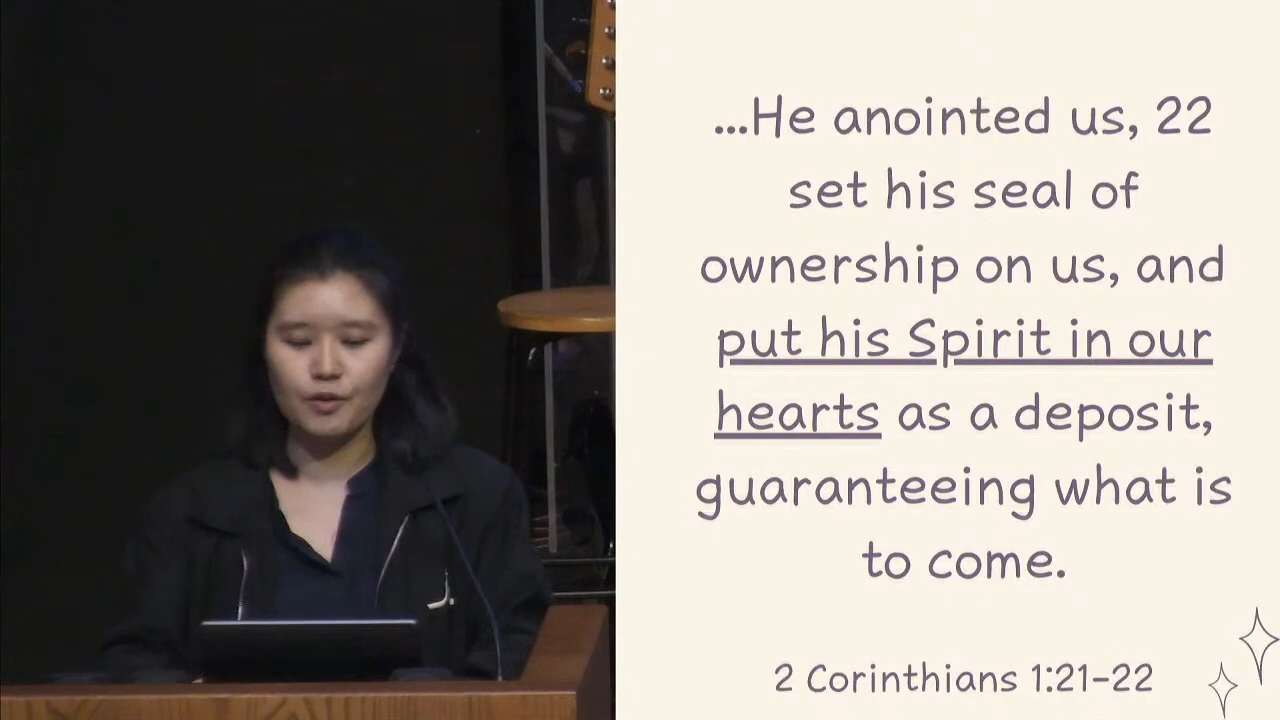 ...He anointed us, 22
set his seal of
ownership on us, and
put his Spirit in our
hearts as a deposit,
guaranteeing what is
to come.
2 Corinthians 1:21-22